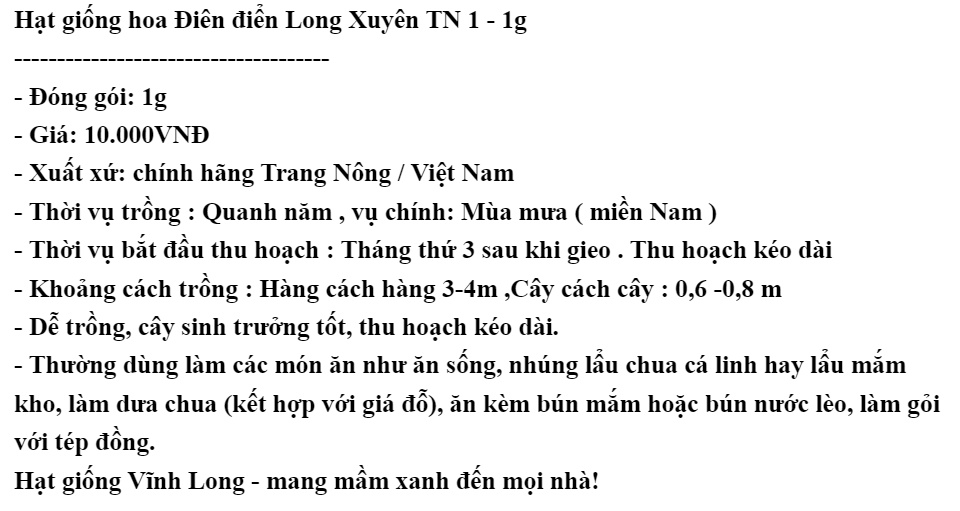 Hạt giống hoa Điên điển Long Xuyên TN 1 - 1g
-------------------------------------
- Đóng gói: 1g
- Giá: 10.000VNĐ
- Xuất xứ: chính hãng Trang Nông / Việt Nam
- Thời vụ trồng : Quanh năm , vụ chính: Mùa mưa ( miền Nam )
- Thời vụ bắt đầu thu hoạch : Tháng thứ 3 sau khi gieo . Thu hoạch kéo dài
- Khoảng cách trồng : Hàng cách hàng 3-4m ,Cây cách cây : 0,6 -0,8 m
- Dễ trồng, cây sinh trưởng tốt, thu hoạch kéo dài.
- Thường dùng làm các món ăn như ăn sống, nhúng lẩu chua cá linh hay lẩu mắm
kho, làm dưa chua (kết hợp với giá đỗ), ăn kèm bún mắm hoặc bún nước lèo, làm gỏi
với tép đồng.
Hạt giống Vĩnh Long - mang mầm xanh đến mọi nhà!